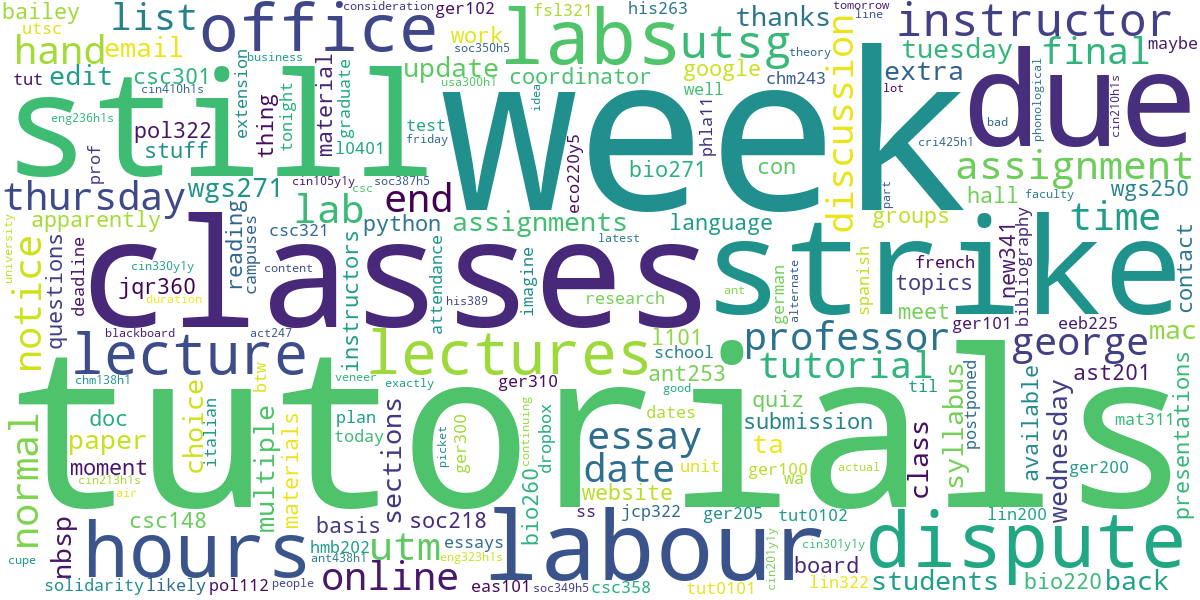 bailey
list
office
consideration
ger102
fsl321
his263
thanks
tomorrow
line
instructor
utsc
hand
email
soc350h5
work
labs
utsg
theory
discussion
tuesday
final
maybe
edit
csc301
business
update
usa300h1
coordinator
google
chm243
extra
lot
still
cin410h1s
extension
tonight
material
graduate
well
idea
week
due
phonological
cin210h1s
eng236h1s
pol322
thing
test
friday
phla11
bad
cri425h1
prof
tut
stuff
l0401
bio271
con
assignment
thursday
wgs271
cin105y1y
csc
soc387h5
end
eco220y5
part
hall
faculty
wgs250
apparently
reading
campuses
lab
python
assignments
language
groups
time
university
notice
questions
deadline
csc321
instructors
attendance
latest
classes
strike
spanish
french
new341
bibliography
contact
cin330y1y
content
jqr360
duration
his389
imagine
research
ant
german
alternate
topics
meet
blackboard
act247
l101
professor
ger101
eeb225
mac
lecture
lectures
school
tutorial
george
chm138h1
btw
veneer
exactly
ger310
good
ant253
til
ast201
normal
doc
choice
italian
plan
today
dates
quiz
syllabus
postponed
available
wednesday
mat311
presentations
tutorials
paper
multiple
materials
sections
picket
ger300
continuing
dropbox
essay
submission
moment
date
unit
ta
ger100
wa
actual
class
ger200
cin213h1s
air
bio260
website
nbsp
csc148
basis
soc218
ss
jcp322
ger205
tut0102
lin200
hours
hmb202
essays
utm
labour
cin201y1y
cin301y1y
dispute
cupe
ant438h1
eng323h1s
board
solidarity
likely
pol112
people
online
eas101
soc349h5
csc358
tut0101
lin322
students
bio220
back